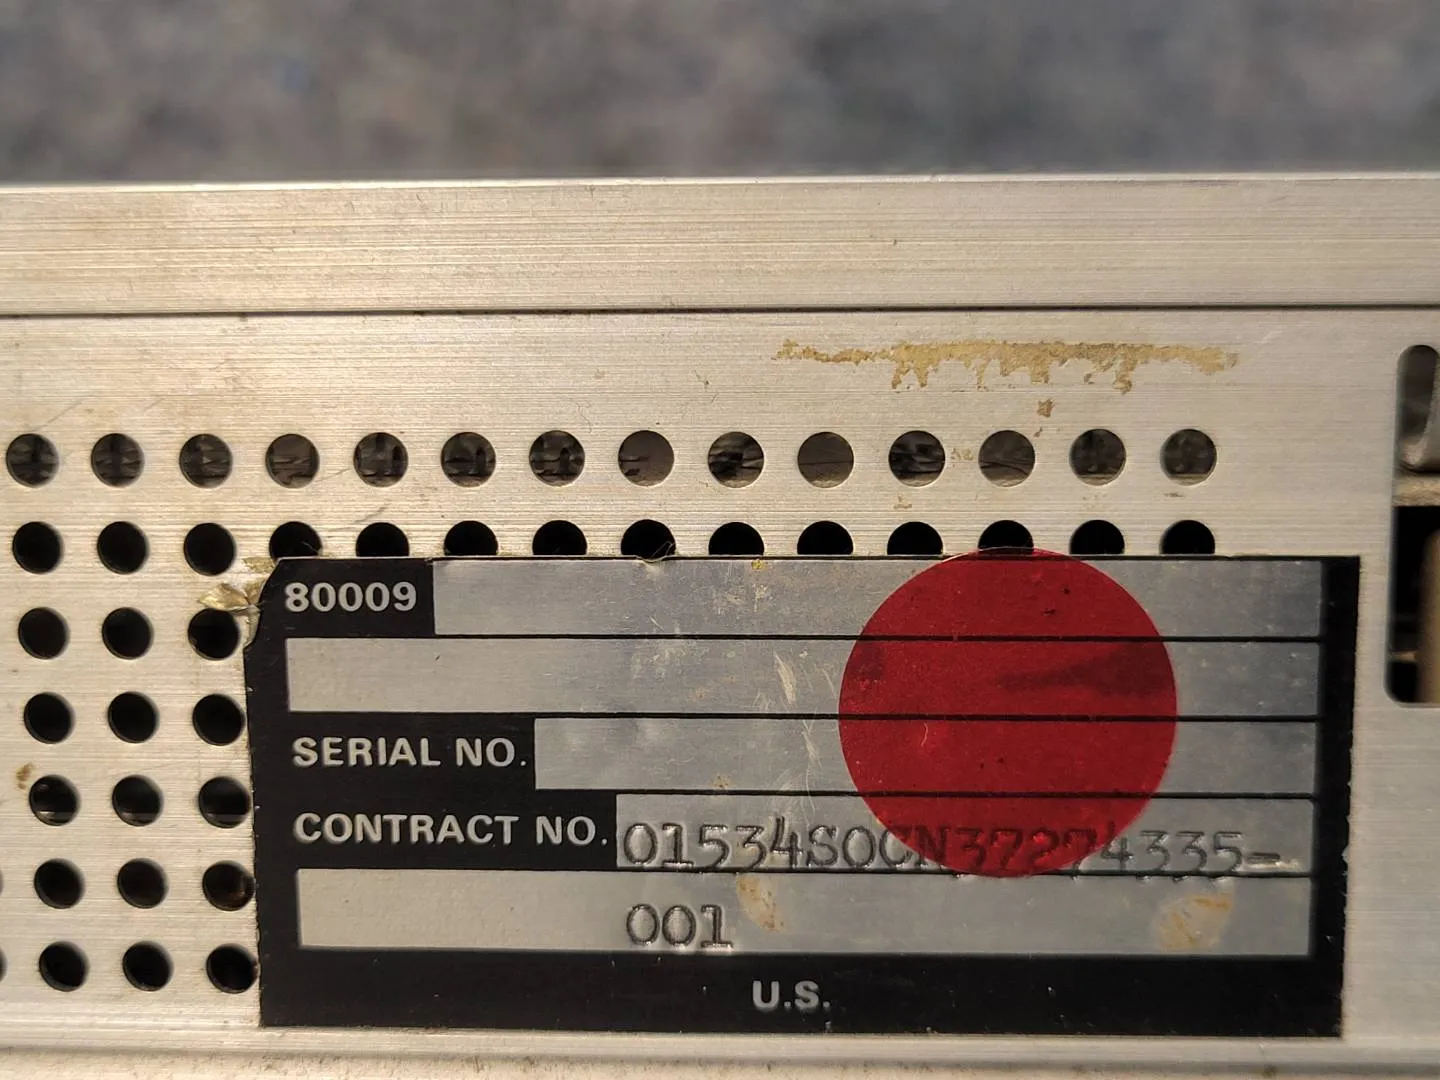 80009
SERIAL NO.
CONTRACT NO. 01534SOCN37274335-
001
U.S.